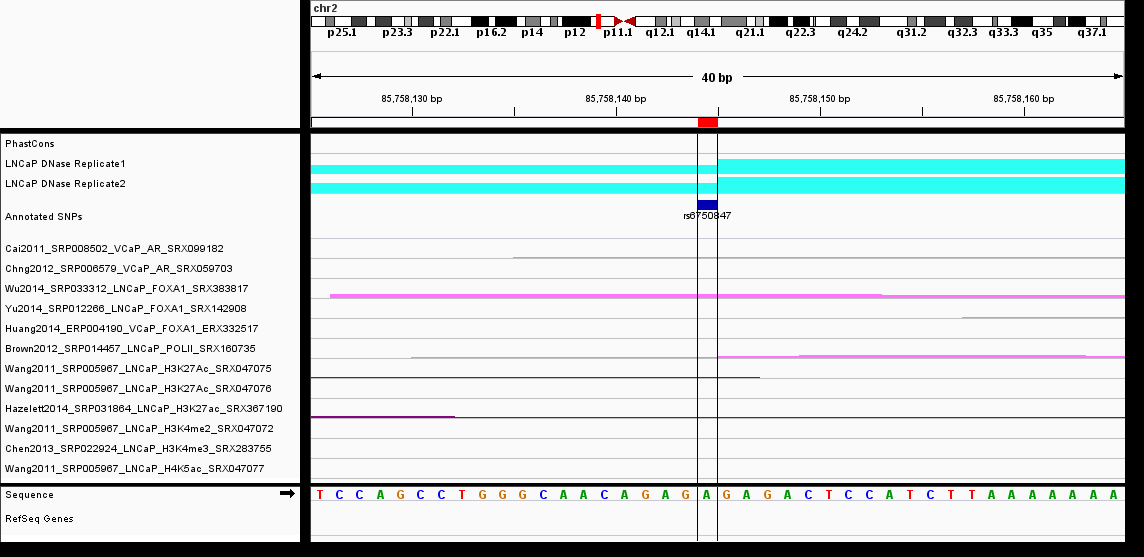 chr2
p25.1 p23.3 p22.1 p16.2 p14 p12 p11.1 q12.1 q14.1 q21.1 q22.3 q24.2 q31.2 q32.3 q33.3 q35 q37.1
40 bp
85,758,130 bp 85,758,140 bp 85,758,150 bp 85,758,160 bp
PhastCons
LNCaP DNase Replicate1
LNCaP DNase Replicate2
Annotated SNPs
rs6750847
Cai2011_SRP008502_VCaP_AR_SRX099182
Chng2012_SRP006579_VCaP_AR_SRX059703
Wu2014_SRP033312_LNCaP_FOXA1_SRX383817
Yu2014_SRP012266_LNCaP_FOXA1_SRX142908
Huang2014_ERP004190_VCaP_FOXA1_ERX332517
Brown2012_SRP014457_LNCaP_POLII_SRX160735
Wang2011_SRP005967_LNCaP_H3K27Ac_SRX047075
Wang2011_SRP005967_LNCaP_H3K27Ac_SRX047076
Hazelett2014_SRP031864_LNCaP_H3K27ac_SRX367190
Wang2011_SRP005967_LNCaP_H3K4me2_SRX047072
Chen2013_SRP022924_LNCaP_H3K4me3_SRX283755
Wang2011_SRP005967_LNCaP_H4K5ac_SRX047077
Sequence T C C A G C C T G G G C A A C A G A G A G A G A C T C C A T C T T A A A A A A A
RefSeq Genes